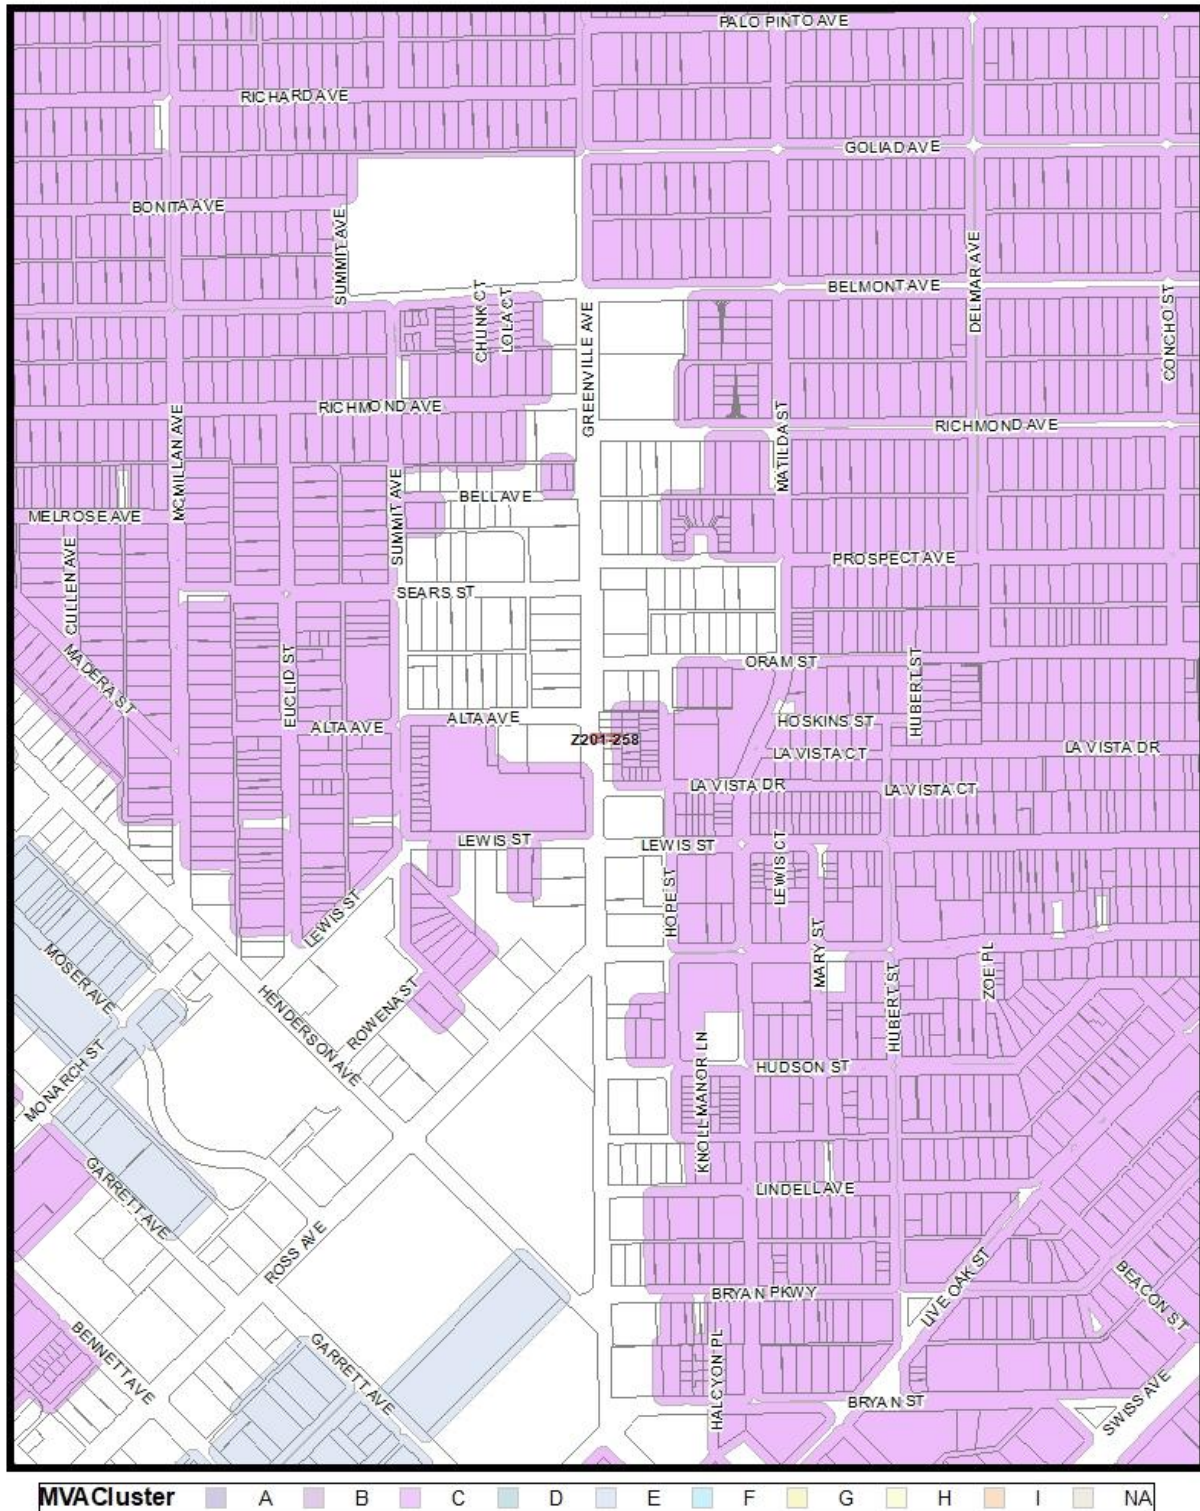 PALO PINTO AVE
RICHARD AVE
GOLIAD AVE
BONITA AVE
SUMMIT AVE
DELMAR AVE
BELMONT AVE
CONCHO ST
CHUNK CT
LOLA CT
GREENVILLE AVE
RICHMOND AVE
RICHMOND AVE
MATILDA ST
MCMILLAN AVE
SUMMIT AVE
BELL AVE
MELROSE AVE
CULLEN AVE
PROSPECT AVE
SEARS ST
MADERA ST
EUCLID ST
ORAM ST
HUBERT ST
ALTA AVE
ALTA AVE
HOSKINS ST
Z201-258
LA VISTA CT
LA VISTA DR
LA VISTA DR
LA VISTA CT
LEWIS ST
LEWIS ST
LEWIS CT
HOPE ST
LEWIS ST
MARY ST
MOSER AVE
HENDERSON AVE
ROWENA ST
HUBERT ST
ZOE PL
MONARCH ST
KNOLL MANOR LN
HUDSON ST
GARRETT AVE
LINDELL AVE
ROSS AVE
LIVE OAK ST
BEACON ST
BRYAN PKWY
BENNETT AVE
GARRETT AVE
HALCYON PL
BRYAN ST
SWISS AVE
MVACluster A B C D E F G H I NA